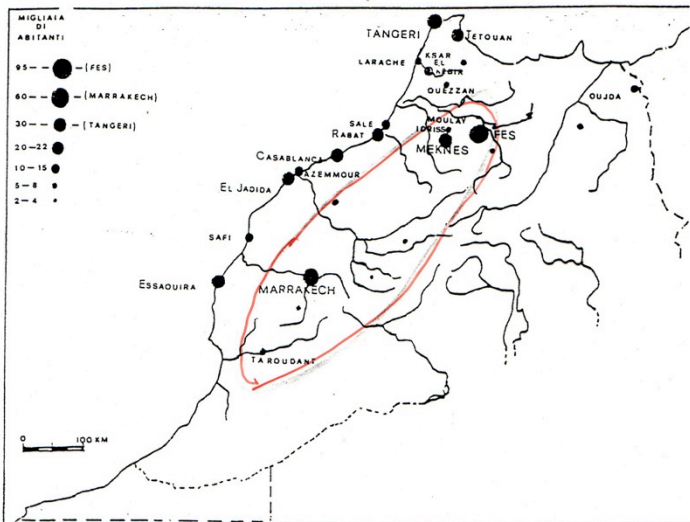 MIGLIAIA
DI
ABITANTI
95 — (FES)
60 — (MARRAKECH)
30 — (TANGERI)
20 — 22
10 — 15
5 — 8
2 — 4
TANGERI
TETOUAN
LARACHE
KSAR
EL
OUEZZAN
OUJDA
SALE
RABAT
MOULAY
IDRISS
FES
MEKNES
CASABLANCA
AZEMMOUR
EL JADIDA
SAFI
ESSAOUIRA
MARRAKECH
TAROUDANT
0 100 KM